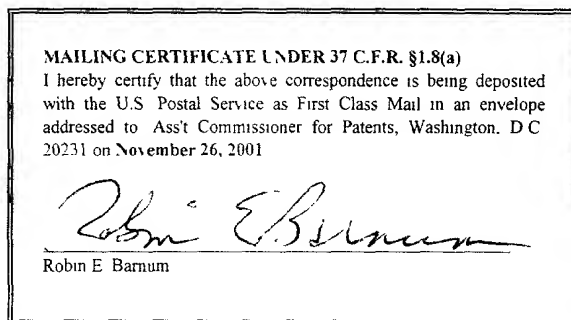 MAILING CERTIFICATE UNDER 37 C.F.R. §1.8(a)
I hereby certify that the above correspondence is being deposited
with the U.S Postal Service as First Class Mail in an envelope
addressed to Ass't Commissioner for Patents, Washington. D C
20231 on November 26, 2001
Robin E Barnum
Robin E Barnum